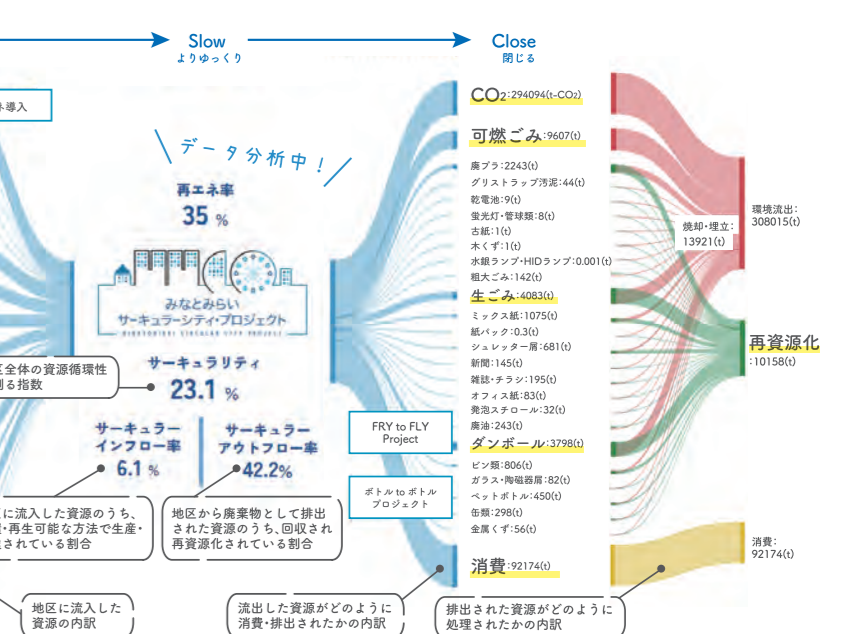 Slow
よりゆっくり
Close
閉じる
ネ導入
データ分析中！
再エネ率
35 %
みなとみらい
サーキュラーシティ・プロジェクト
サーキュラリティ
23.1 %
区全体の資源循環性
測る指数
サーキュラー
インフロー率
6.1 %
サーキュラー
アウトフロー率
42.2%
に流入した資源のうち、
・再生可能な方法で生産・
されている割合
地区から廃棄物として排出
された資源のうち、回収され
再資源化されている割合
地区に流入した
資源の内訳
FRY to FLY
Project
ボトル to ボトル
プロジェクト
流出した資源がどのように
消費・排出されたかの内訳
CO₂:294094(t-CO₂)
可燃ごみ:9607(t)
廃プラ:2243(t)
グリストラップ汚泥:44(t)
乾電池:9(t)
蛍光灯・管球類:8(t)
古紙:1(t)
木くず:1(t)
水銀ランプ・HIDランプ:0.001(t)
粗大ごみ:142(t)
生ごみ:4083(t)
ミックス紙:1075(t)
紙パック:0.3(t)
シュレッター屑:681(t)
新聞:145(t)
雑誌・チラシ:195(t)
オフィス紙:83(t)
発泡スチロール:32(t)
廃油:243(t)
ダンボール:3798(t)
ビン類:806(t)
ガラス・陶磁器屑:82(t)
ペットボトル:450(t)
缶類:298(t)
金属くず:56(t)
消費:92174(t)
排出された資源がどのように
処理されたかの内訳
焼却・埋立:
13921(t)
環境流出:
308015(t)
再資源化
:10158(t)
消費:
92174(t)